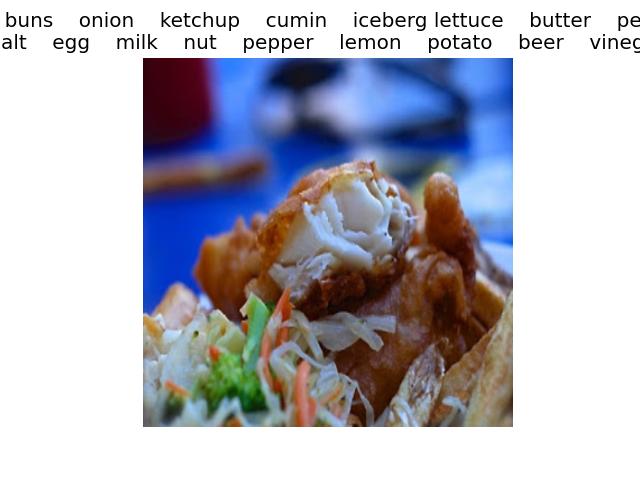 buns onion ketchup cumin iceberg lettuce butter
egg milk nut pepper lemon potato beer